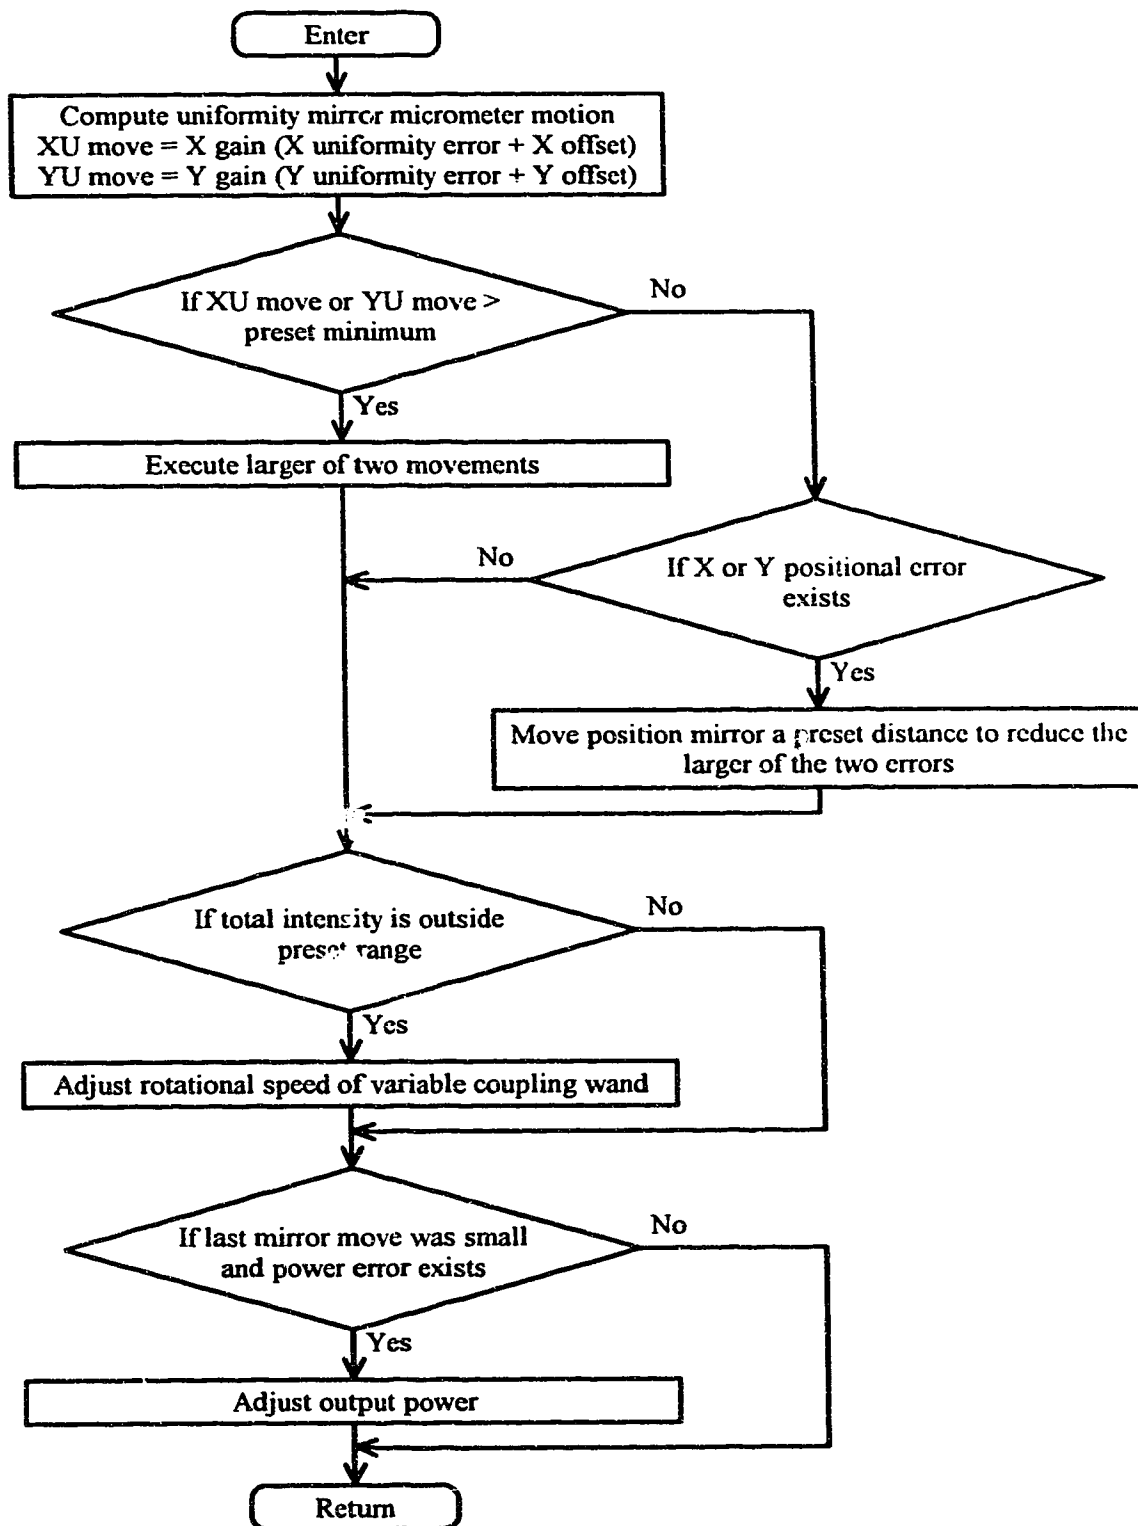 Enter
Compute uniformity mirror micrometer motion
XU move = X gain (X uniformity error + X offset)
YU move = Y gain (Y uniformity error + Y offset)
If XU move or YU move >
preset minimum
No
Yes
Execute larger of two movements
No
If X or Y positional error
exists
Yes
Move position mirror a preset distance to reduce the
larger of the two errors
If total intensity is outside
preset range
No
Yes
Adjust rotational speed of variable coupling wand
If last mirror move was small
and power error exists
No
Yes
Adjust output power
Return